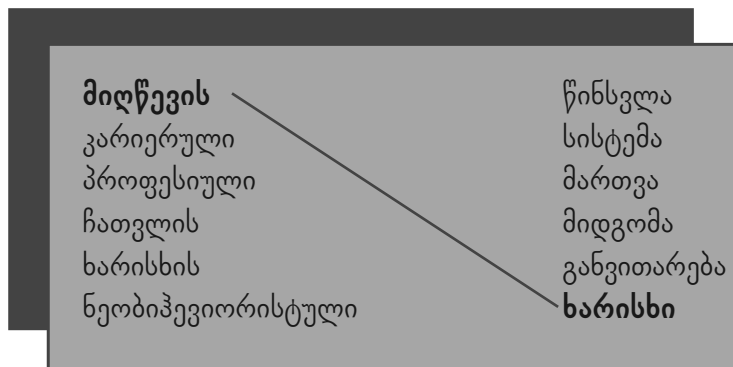 მიღწევის
კარიერული
პროფესიული
ჩათვლის
ხარისხის
ნეობიჰევიორისტული
წინსვლა
სისტემა
მართვა
მიდგომა
განვითარება
ხარისხი